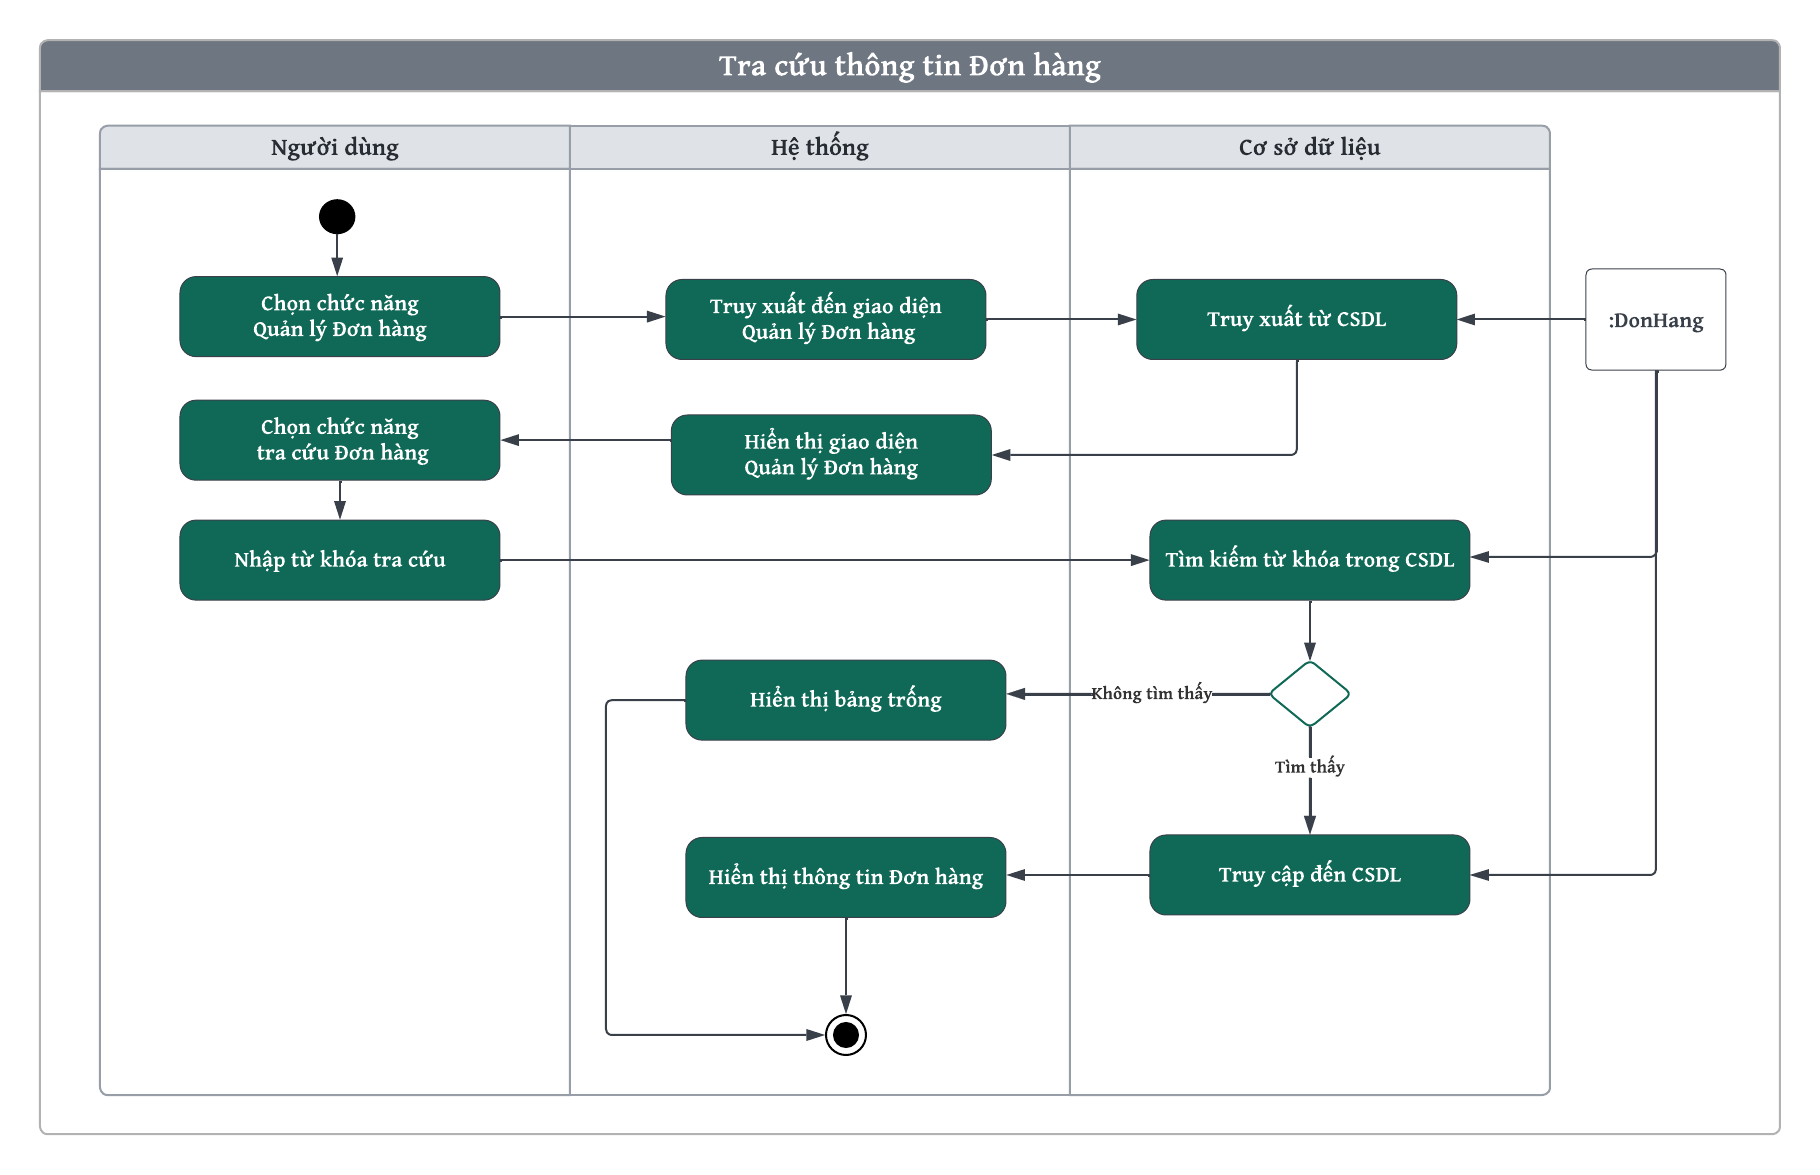 Tra cứu thông tin Đơn hàng
Người dùng
Hệ thống
Cơ sở dữ liệu
Chọn chức năng
Quản lý Đơn hàng
Truy xuất đến giao diện
Quản lý Đơn hàng
Truy xuất từ CSDL
:DonHang
Chọn chức năng
tra cứu Đơn hàng
Hiển thị giao diện
Quản lý Đơn hàng
Nhập từ khóa tra cứu
Tìm kiếm từ khóa trong CSDL
Hiển thị bảng trống
Không tìm thấy
Tìm thấy
Hiển thị thông tin Đơn hàng
Truy cập đến CSDL